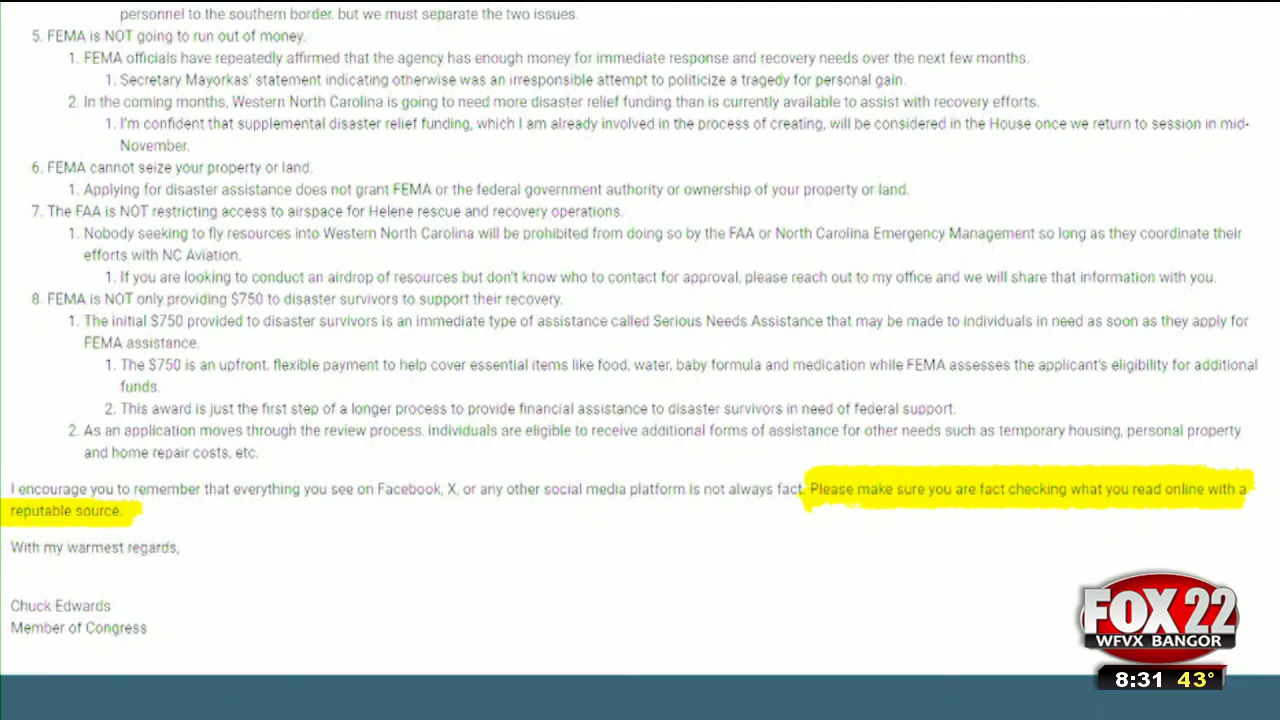 personnel to the southern border, but we must separate the two issues.
5. FEMA is NOT going to run out of money.
1. FEMA officials have repeatedly affirmed that the agency has enough money for immediate response and recovery needs over the next few months.
1. Secretary Mayorkas' statement indicating otherwise was an irresponsible attempt to politicize a tragedy for personal gain.
2. In the coming months, Western North Carolina is going to need more disaster relief funding than is currently available to assist with recovery efforts.
1. I'm confident that supplemental disaster relief funding, which I am already involved in the process of creating, will be considered in the House once we return to session in mid-
November.
6. FEMA cannot seize your property or land.
1. Applying for disaster assistance does not grant FEMA or the federal government authority or ownership of your property or land.
7. The FAA is NOT restricting access to airspace for Helene rescue and recovery operations.
1. Nobody seeking to fly resources into Western North Carolina will be prohibited from doing so by the FAA or North Carolina Emergency Management so long as they coordinate their
efforts with NC Aviation.
1. If you are looking to conduct an airdrop of resources but don't know who to contact for approval, please reach out to my office and we will share that information with you.
8. FEMA is NOT only providing $750 to disaster survivors to support their recovery.
1. The initial $750 provided to disaster survivors is an immediate type of assistance called Serious Needs Assistance that may be made to individuals in need as soon as they apply for
FEMA assistance.
1. The $750 is an upfront, flexible payment to help cover essential items like food, water, baby formula and medication while FEMA assesses the applicant's eligibility for additional
funds.
2. This award is just the first step of a longer process to provide financial assistance to disaster survivors in need of federal support.
2. As an application moves through the review process, individuals are eligible to receive additional forms of assistance for other needs such as temporary housing, personal property
and home repair costs, etc.
I encourage you to remember that everything you see on Facebook, X, or any other social media platform is not always fact. Please make sure you are fact checking what you read online with a
reputable source.
With my warmest regards,
Chuck Edwards
Member of Congress
FOX 22
WFVX BANGOR
8:31 43°